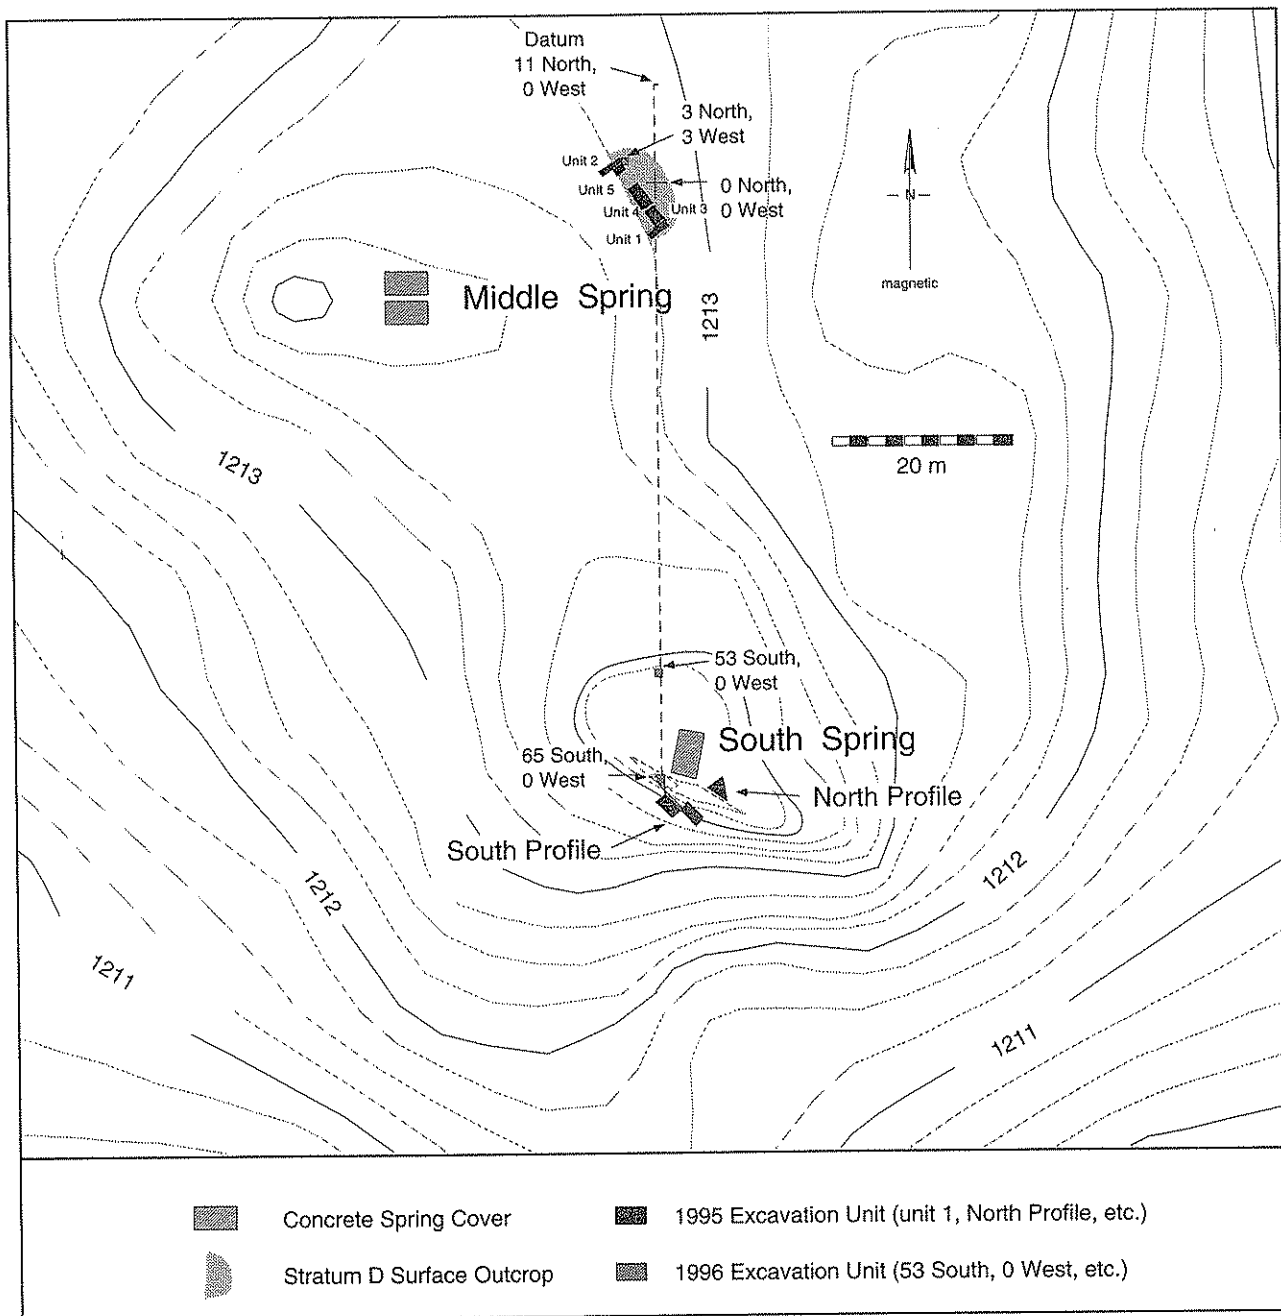 Datum
11 North,
0 West
3 North,
3 West
Unit 2
Unit 5
0 North,
0 West
Unit 4
Unit 3
Unit 1
N
magnetic
Middle Spring
1213
20 m
1213
53 South,
0 West
South Spring
65 South,
0 West
North Profile
South Profile
1212
1212
1211
1211
Concrete Spring Cover
1995 Excavation Unit (unit 1, North Profile, etc.)
Stratum D Surface Outcrop
1996 Excavation Unit (53 South, 0 West, etc.)